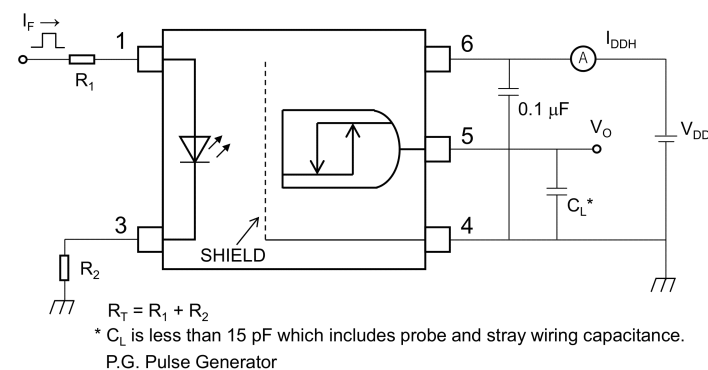 I_F →
1
R_1
3
R_2
SHIELD
6
I_DDH
A
0.1 μF
5
V_O
V_DD
C_L*
4
R_T = R_1 + R_2
* C_L is less than 15 pF which includes probe and stray wiring capacitance.
P.G. Pulse Generator